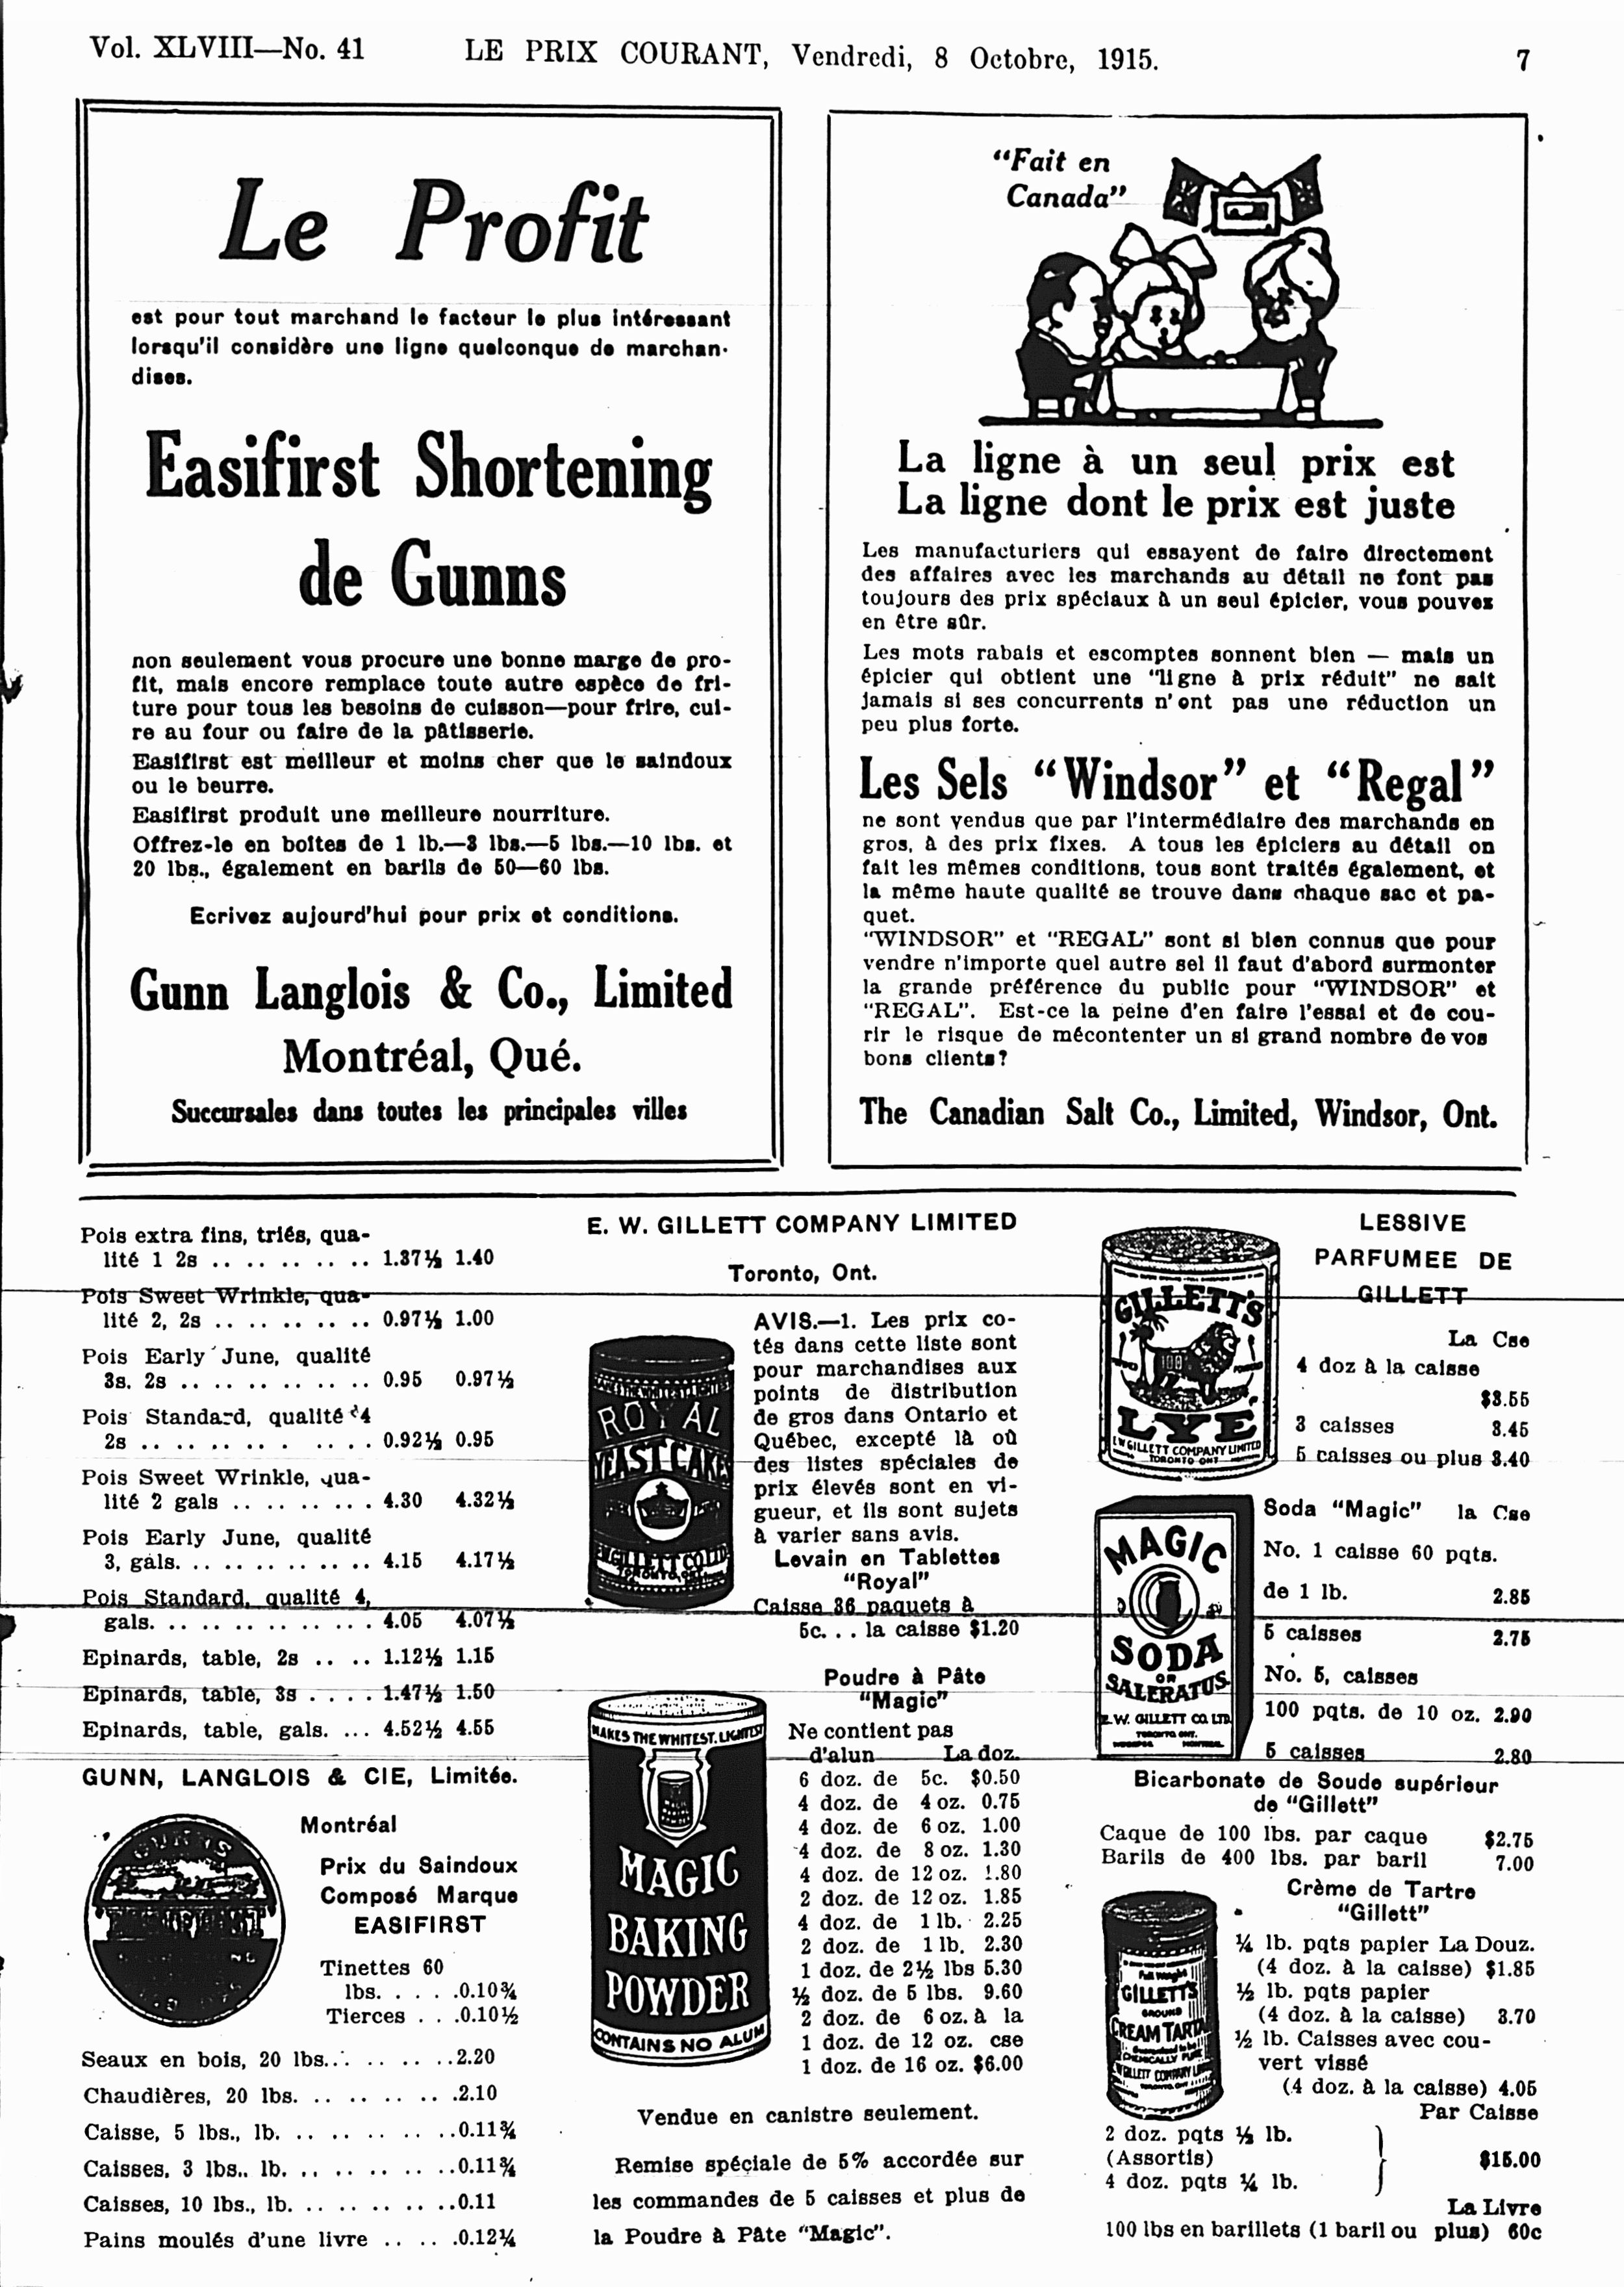 Vol. XLVIII—No. 41 LE PRIX COURANT, Vendredi, 8 Octobre, 1915. 7
Le Profit
est pour tout marchand le facteur le plus intéressant
lorsqu'il considère une ligne quelconque de marchan-
dises.
Easifirst Shortening
de Gunns
non seulement vous procure une bonne marge de pro-
fit, mais encore remplace toute autre espèce de fri-
ture pour tous les besoins de cuisson—pour frire, cui-
re au four ou faire de la pâtisserie.
Easifirst est meilleur et moins cher que le saindoux
ou le beurre.
Easifirst produit une meilleure nourriture.
Offrez-le en boîtes de 1 lb.—3 lbs.—5 lbs.—10 lbs. et
20 lbs., également en barils de 50—60 lbs.
Ecrivez aujourd'hui pour prix et conditions.
Gunn Langlois & Co., Limited
Montréal, Qué.
Succursales dans toutes les principales villes
"Fait en
Canada"
La ligne à un seul prix est
La ligne dont le prix est juste
Les manufacturiers qui essayent de faire directement
des affaires avec les marchands au détail ne font pas
toujours des prix spéciaux à un seul épicier, vous pouvez
en être sûr.
Les mots rabais et escomptes sonnent bien — mais un
épicier qui obtient une "ligne à prix réduit" ne sait
jamais si ses concurrents n'ont pas une réduction un
peu plus forte.
Les Sels "Windsor" et "Regal"
ne sont vendus que par l'intermédiaire des marchands en
gros, à des prix fixes. A tous les épiciers au détail on
fait les mêmes conditions, tous sont traités également, et
la même haute qualité se trouve dans chaque sac et pa-
quet.
"WINDSOR" et "REGAL" sont si bien connus que pour
vendre n'importe quel autre sel il faut d'abord surmonter
la grande préférence du public pour "WINDSOR" et
"REGAL". Est-ce la peine d'en faire l'essai et de cou-
rir le risque de mécontenter un si grand nombre de vos
bons clients?
The Canadian Salt Co., Limited, Windsor, Ont.
Pois extra fins, triés, qua-
lité 1 2s .. .. .. .. .. 1.37½ 1.40
Pois Sweet Wrinkle, qua-
lité 2, 2s .. .. .. .. .. 0.97½ 1.00
Pois Early June, qualité
3s. 2s .. .. .. .. .. .. 0.95 0.97½
Pois Standard, qualité 4
2s .. .. .. .. . .. .. 0.92½ 0.95
Pois Sweet Wrinkle, qua-
lité 2 gals .. .. .. .. . 4.30 4.32½
Pois Early June, qualité
3, gals. .. .. .. .. .. .. 4.15 4.17½
Pois Standard, qualité 4,
gals. .. .. .. .. .. .. . 4.05 4.07½
Epinards, table, 2s .. .. 1.12½ 1.15
Epinards, table, 3s . . . . 1.47½ 1.50
Epinards, table, gals. ... 4.52½ 4.55
GUNN, LANGLOIS & CIE, Limitée.
GUNNS
EASIFIRST
Montréal
Prix du Saindoux
Composé Marque
EASIFIRST
Tinettes 60
lbs. . . . . .0.10¾
Tierces . . .0.10½
Seaux en bois, 20 lbs... .. .. ..2.20
Chaudières, 20 lbs. .. .. .. .. .2.10
Caisse, 5 lbs., lb. .. .. .. .. ..0.11¾
Caisses, 3 lbs., lb. .. .. .. .. ..0.11¾
Caisses, 10 lbs., lb. .. .. .. .. ..0.11
Pains moulés d'une livre .. .. .0.12¼
E. W. GILLETT COMPANY LIMITED
Toronto, Ont.
ROYAL
YEAST CAKES
E.W. GILLETT CO. LTD.
TORONTO, ONT.
AVIS.—1. Les prix co-
tés dans cette liste sont
pour marchandises aux
points de distribution
de gros dans Ontario et
Québec, excepté là où
des listes spéciales de
prix élevés sont en vi-
gueur, et ils sont sujets
à varier sans avis.
Levain en Tablettes
"Royal"
Caisse 36 paquets à
5c. . . la caisse $1.20
MAKES THE WHITEST, LIGHTEST
MAGIC
BAKING
POWDER
CONTAINS NO ALUM
Poudre à Pâte
"Magic"
Ne contient pas
d'alun La doz.
6 doz. de 5c. $0.50
4 doz. de 4 oz. 0.75
4 doz. de 6 oz. 1.00
4 doz. de 8 oz. 1.30
4 doz. de 12 oz. 1.80
2 doz. de 12 oz. 1.85
4 doz. de 1 lb. 2.25
2 doz. de 1 lb. 2.30
1 doz. de 2½ lbs 5.30
½ doz. de 5 lbs. 9.60
2 doz. de 6 oz. à la
1 doz. de 12 oz. cse
1 doz. de 16 oz. $6.00
Vendue en canistre seulement.
Remise spéciale de 5% accordée sur
les commandes de 5 caisses et plus de
la Poudre à Pâte "Magic".
GILLETT'S
LYE
E.W. GILLETT COMPANY LIMITED
TORONTO ONT.
LESSIVE
PARFUMEE DE
GILLETT
La Cse
4 doz à la caisse
$3.55
3 caisses 3.45
5 caisses ou plus 3.40
MAGIC
SODA
OR
SALERATUS
E.W. GILLETT CO. LTD.
TORONTO ONT.
WINNIPEG MONTREAL
Soda "Magic" la Cse
No. 1 caisse 60 pqts.
de 1 lb. 2.85
5 caisses 2.75
No. 5, caisses
100 pqts. de 10 oz. 2.90
5 caisses 2.80
Bicarbonate de Soude supérieur
de "Gillett"
Caque de 100 lbs. par caque $2.75
Barils de 400 lbs. par baril 7.00
Full Weight
GILLETT'S
GROUND
CREAM TARTAR
CHEMICALLY PURE
Crème de Tartre
"Gillett"
¼ lb. pqts papier La Douz.
(4 doz. à la caisse) $1.85
½ lb. pqts papier
(4 doz. à la caisse) 3.70
½ lb. Caisses avec cou-
vert vissé
(4 doz. à la caisse) 4.05
Par Caisse
2 doz. pqts ½ lb.
(Assortis) $15.00
4 doz. pqts ¼ lb.
La Livre
100 lbs en barillets (1 baril ou plus) 60c